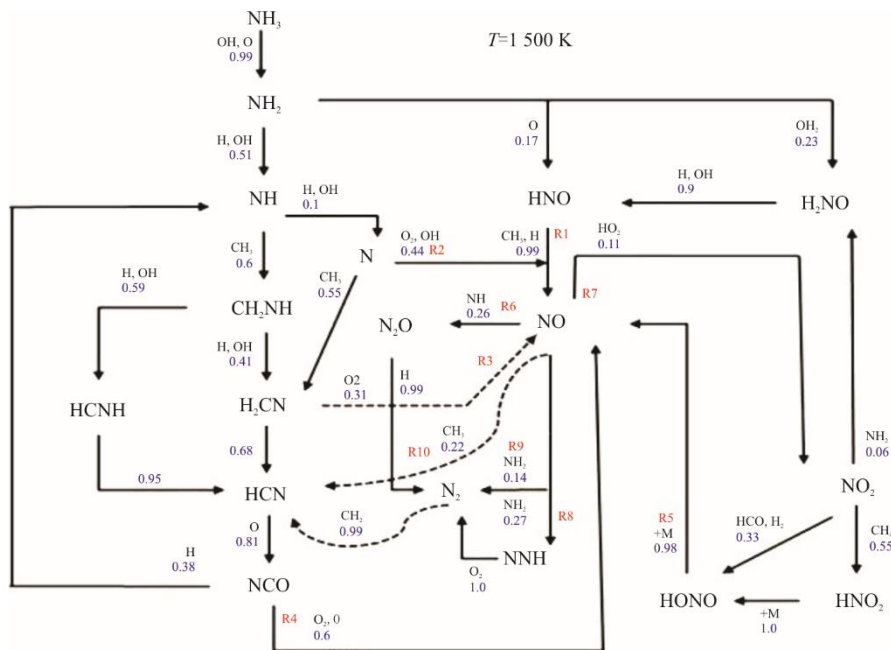 NH₃
T=1 500 K
OH, O
0.99
NH₂
H, OH
0.51
O
0.17
OH₂
0.23
NH
H, OH
0.1
HNO
H, OH
0.9
H₂NO
CH₃
0.6
N
O₂, OH
0.44 R2
CH₃, H
0.99
R1
HO₂
0.11
H, OH
0.59
CH₃
0.55
CH₂NH
N₂O
NH
0.26
R6
NO
R7
H, OH
0.41
R3
HCNH
H₂CN
O2
0.31
H
0.99
0.68
CH₃
0.22
R10
R9
NH₂
0.14
NH₂
0.06
0.95
HCN
N₂
NH₂
0.27
R8
NO₂
O
0.81
CH₂
0.99
R5
+M
0.98
HCO, H₂
0.33
CH₃
0.55
H
0.38
NCO
O₂
1.0
NNH
HONO
+M
1.0
HNO₂
R4
O₂, 0
0.6